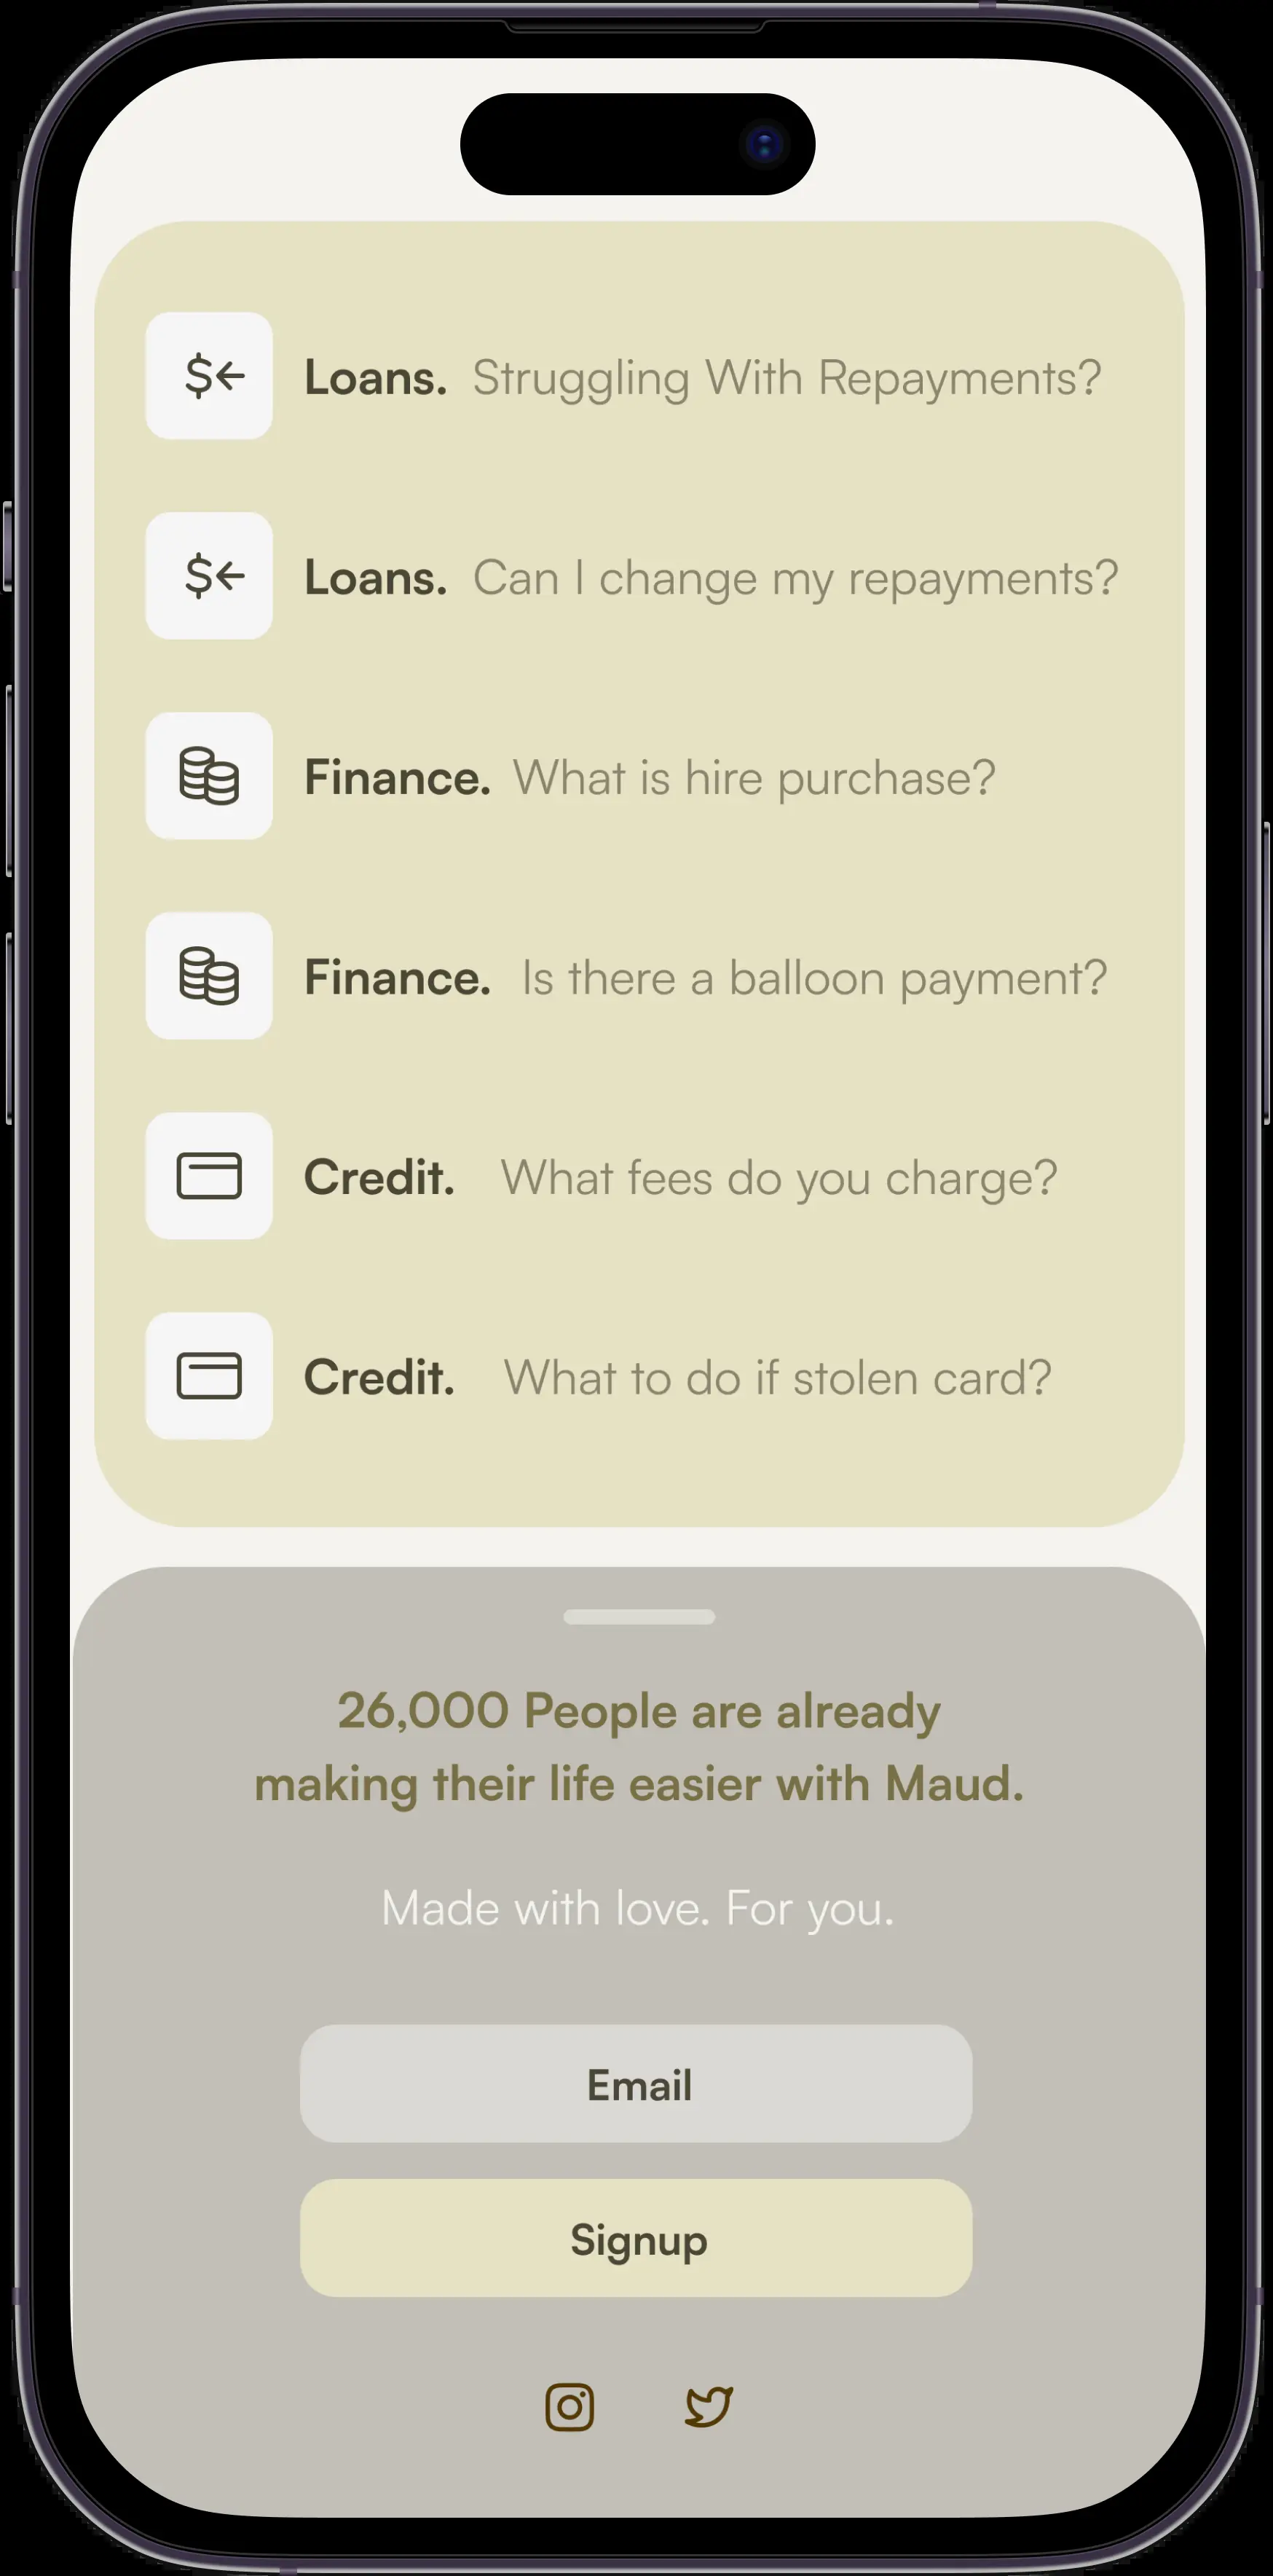 Loans. Struggling With Repayments?
Loans. Can I change my repayments?
Finance. What is hire purchase?
Finance. Is there a balloon payment?
Credit. What fees do you charge?
Credit. What to do if stolen card?
26,000 People are already
making their life easier with Maud.
Made with love. For you.
Email
Signup